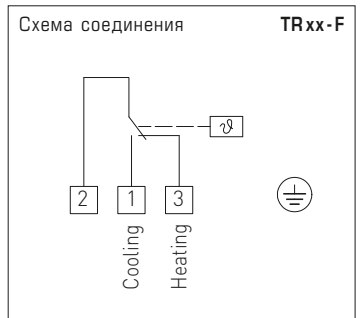 Схема соединения TRxx-F
ϑ
2 1 3
Cooling
Heating